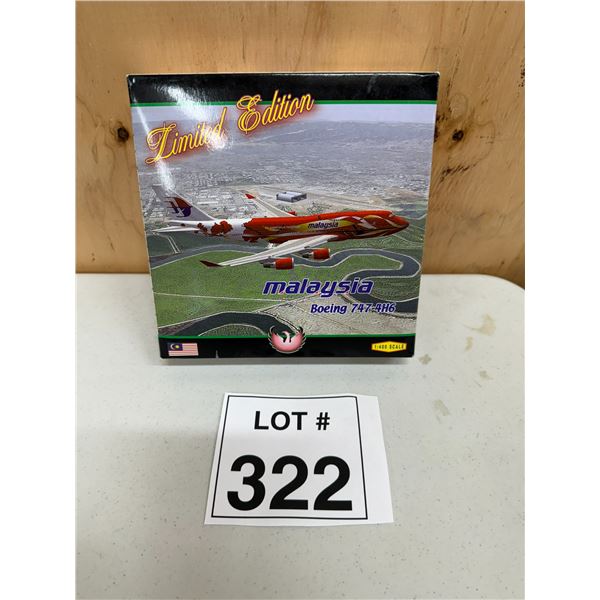 Limited Edition
malaysia
malaysia
Boeing 747-4H6
1:400 SCALE
LOT #
322